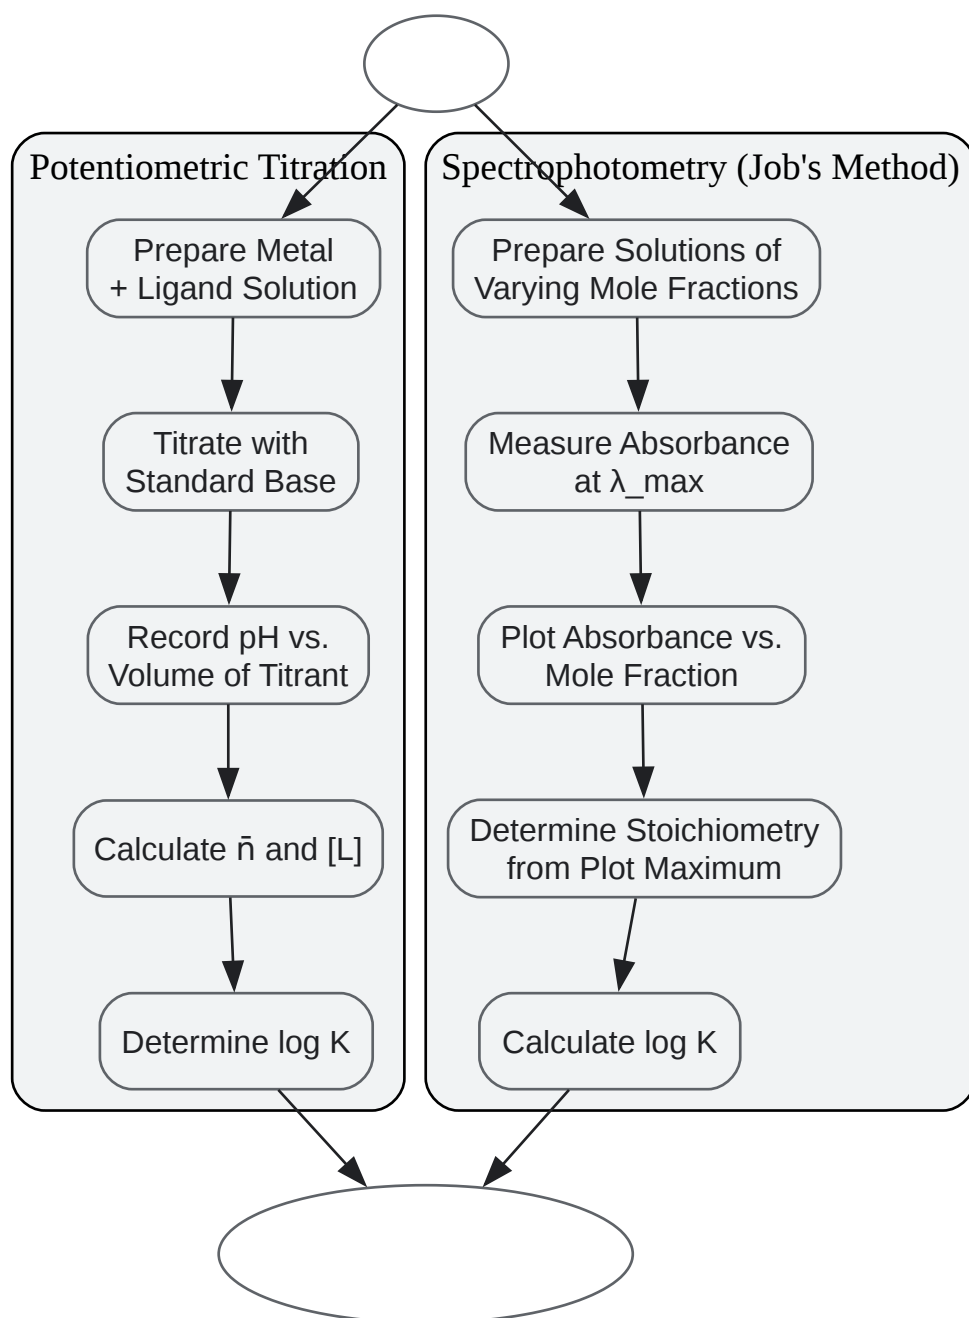 Potentiometric Titration
Prepare Metal
+ Ligand Solution
Titrate with
Standard Base
Record pH vs.
Volume of Titrant
Calculate n̄ and [L]
Determine log K
Spectrophotometry (Job's Method)
Prepare Solutions of
Varying Mole Fractions
Measure Absorbance
at λ_max
Plot Absorbance vs.
Mole Fraction
Determine Stoichiometry
from Plot Maximum
Calculate log K